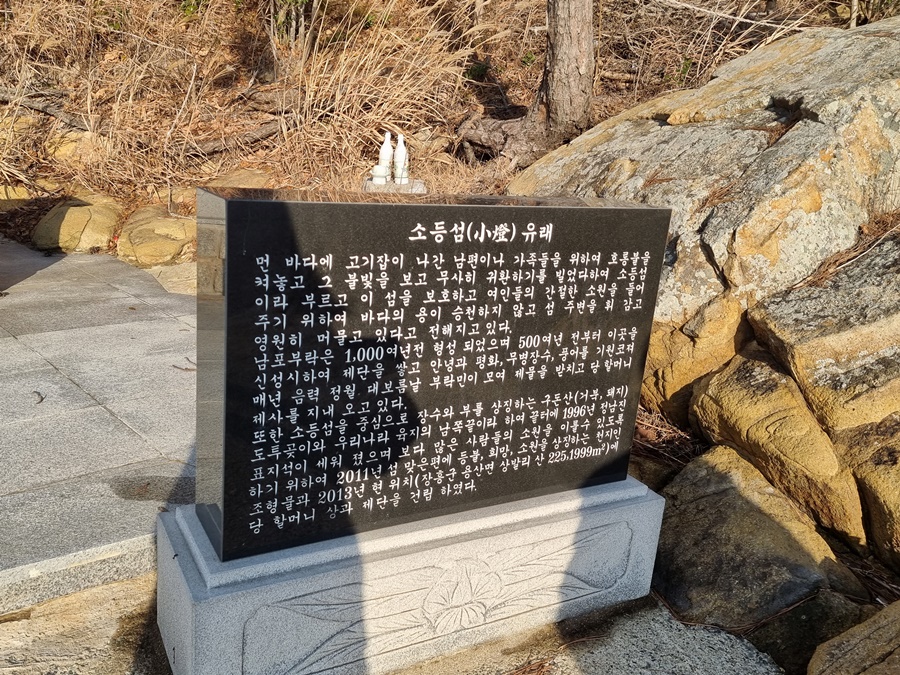 소등섬(小燈) 유래
먼 바다에 고기잡이 나간 남편이나 가족들을 위하여 호롱불을
켜놓고 그 불빛을 보고 무사히 귀환하기를 빌었다하여 소등섬
이라 부르고 이 섬을 보호하고 여인들의 간절한 소원을 들어
주기 위하여 바다의 용이 승천하지 않고 섬 주변을 휘 감고
영원히 머물고 있다고 전해지고 있다.
남포부락은 1,000여년전 형성 되었으며 500여년 전부터 이곳을
신성시하여 제단을 쌓고 안녕과 평화, 무병장수, 풍어를 기원코져
매년 음력 정월 대보름날 부락민이 모여 제물을 받치고 당 할머니
제사를 지내 오고 있다.
또한 소등섬을 중심으로 장수와 부를 상징하는 구돈산(거북, 돼지)
도툭곶이와 우리나라 육지의 남쪽끝이라 하여 끝터에 1996년 정남진
표지석이 세워 졌으며 보다 많은 사람들의 소원을 이룰수 있도록
하기 위하여 2011년 섬 맞은편에 등불, 희망, 소원을 상징하는 천지인
조형물과 2013년 현 위치(장흥군 용산면 상발리 산 225,1999㎡)에
당 할머니 상과 제단을 건립 하였다.